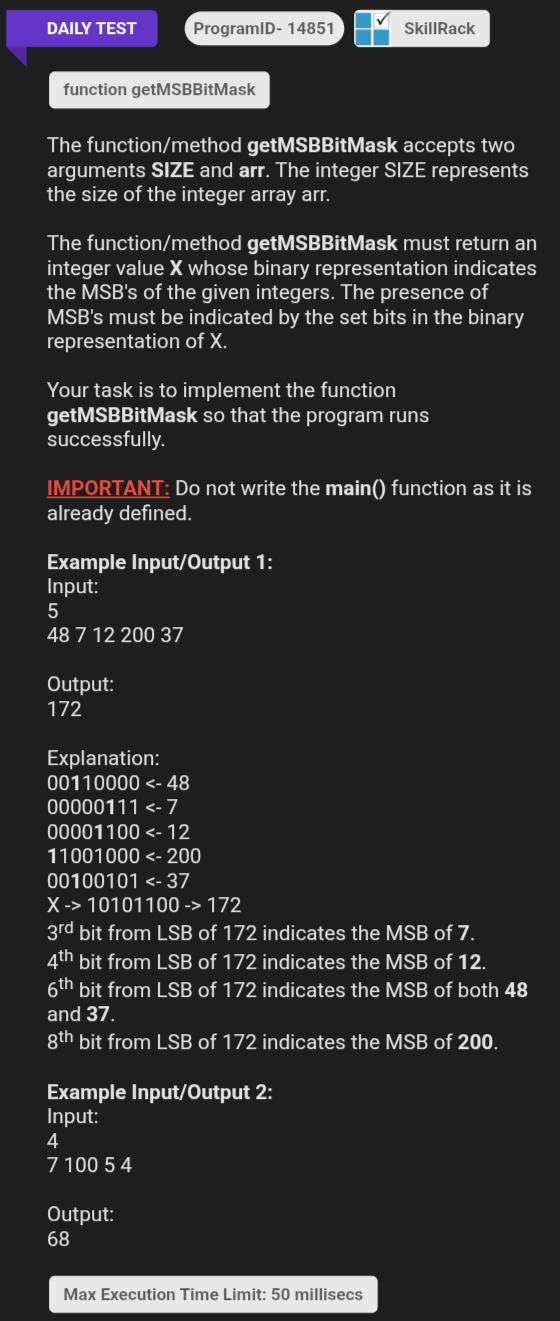 DAILY TEST
ProgramID- 14851
SkillRack
function getMSBBitMask
The function/method getMSBBitMask accepts two
arguments SIZE and arr. The integer SIZE represents
the size of the integer array arr.
The function/method getMSBBitMask must return an
integer value X whose binary representation indicates
the MSB's of the given integers. The presence of
MSB's must be indicated by the set bits in the binary
representation of X.
Your task is to implement the function
getMSBBitMask so that the program runs
successfully.
IMPORTANT: Do not write the main() function as it is
already defined.
Example Input/Output 1:
Input:
5
48 7 12 200 37
Output:
172
Explanation:
00110000 <- 48
00000111 <- 7
00001100 <- 12
11001000 <- 200
00100101 <- 37
X -> 10101100 -> 172
3rd bit from LSB of 172 indicates the MSB of 7.
4th bit from LSB of 172 indicates the MSB of 12.
6th bit from LSB of 172 indicates the MSB of both 48
and 37.
8th bit from LSB of 172 indicates the MSB of 200.
Example Input/Output 2:
Input:
4
7 100 5 4
Output:
68
Max Execution Time Limit: 50 millisecs